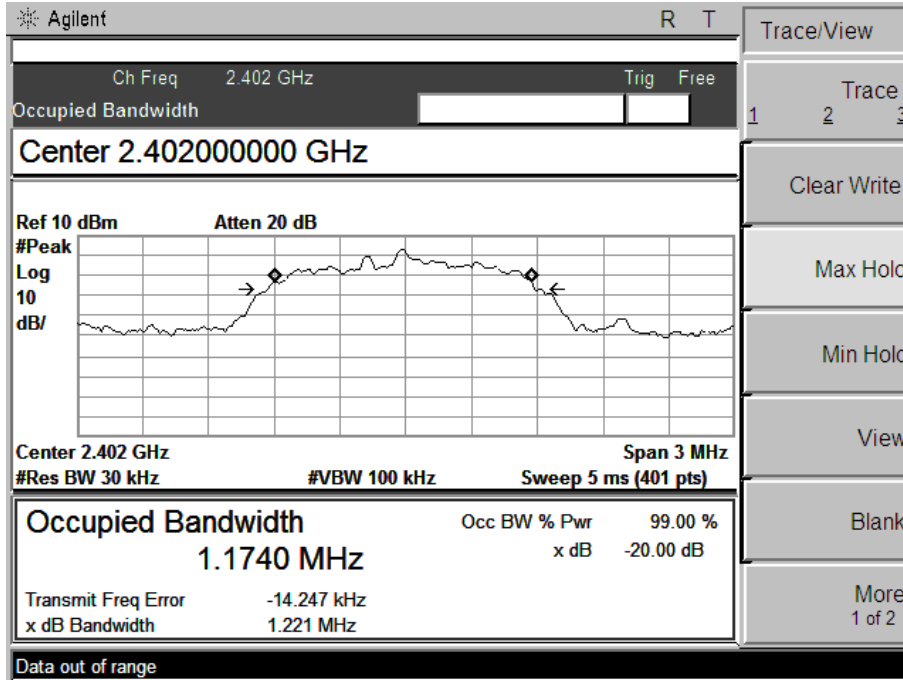 Agilent R T
Ch Freq 2.402 GHz Trig Free
Occupied Bandwidth
Center 2.402000000 GHz
Ref 10 dBm Atten 20 dB
#Peak
Log
10
dB/
Center 2.402 GHz Span 3 MHz
#Res BW 30 kHz #VBW 100 kHz Sweep 5 ms (401 pts)
Occupied Bandwidth Occ BW % Pwr 99.00 %
1.1740 MHz x dB -20.00 dB
Transmit Freq Error -14.247 kHz
x dB Bandwidth 1.221 MHz
Data out of range
Trace/View
Trace
1 2 3
Clear Write
Max Hold
Min Hold
View
Blank
More
1 of 2